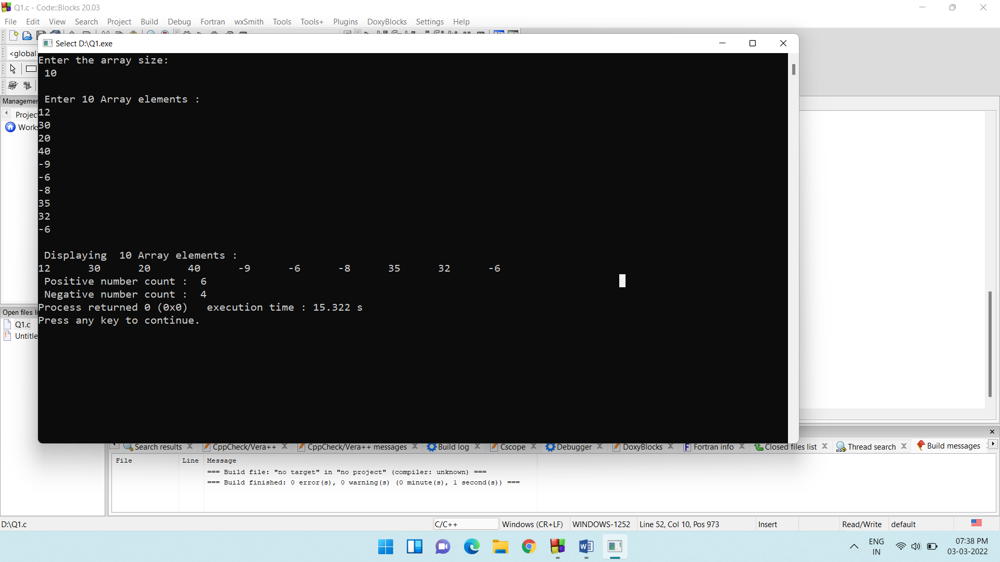 Q1.c - Code::Blocks 20.03
File Edit View Search Project Build Debug Fortran wxSmith Tools Tools+ Plugins DoxyBlocks Settings Help
Select D:\Q1.exe
<global
Enter the array size:
10
Enter 10 Array elements :
12
30
20
40
-9
-6
-8
35
32
-6
Displaying  10 Array elements :
12 30 20 40 -9 -6 -8 35 32 -6
Positive number count :  6
Negative number count :  4
Process returned 0 (0x0)   execution time : 15.322 s
Press any key to continue.
Managemen
Projec
Works
Open files li
Q1.c
Untitle
Search results CppCheck/Vera++ CppCheck/Vera++ messages Build log Cscope Debugger DoxyBlocks Fortran info Closed files list Thread search Build messages
File Line Message
=== Build file: "no target" in "no project" (compiler: unknown) ===
=== Build finished: 0 error(s), 0 warning(s) (0 minute(s), 1 second(s)) ===
D:\Q1.c C/C++ Windows (CR+LF) WINDOWS-1252 Line 52, Col 10, Pos 973 Insert Read/Write default
ENG
IN
07:38 PM
03-03-2022